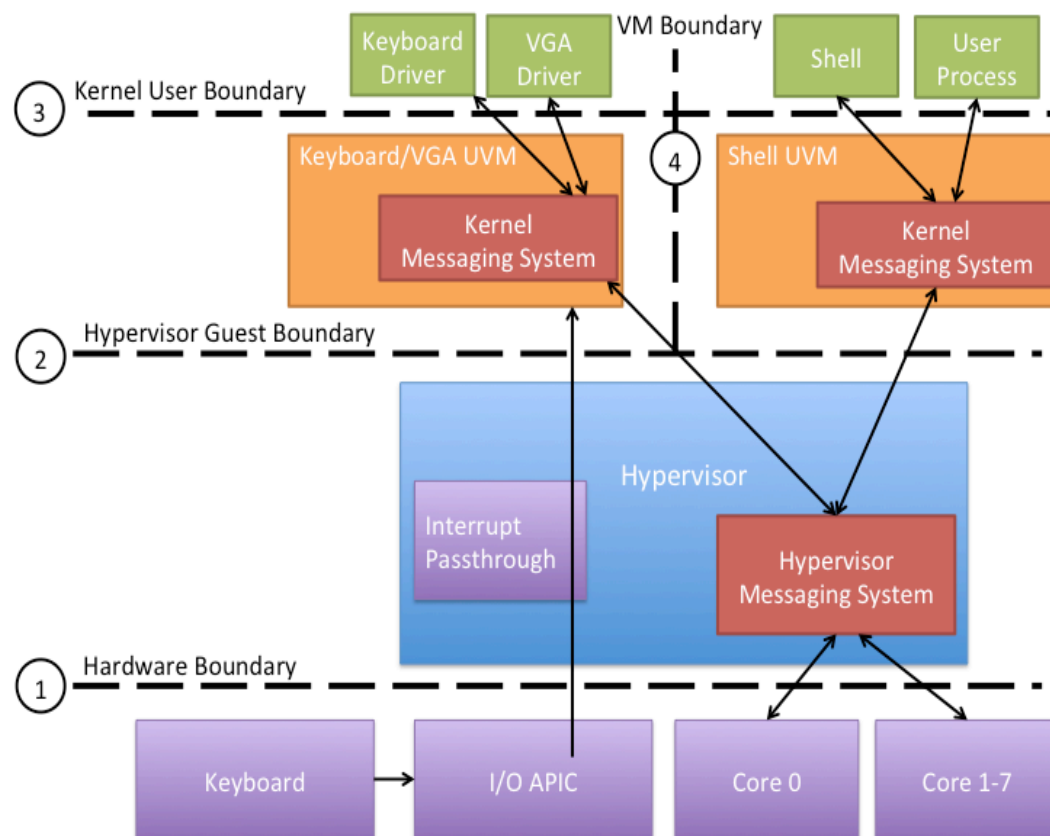 Keyboard
Driver
VGA
Driver
VM Boundary
Shell
User
Process
3
Kernel User Boundary
Keyboard/VGA UVM
4
Shell UVM
Kernel
Messaging System
Kernel
Messaging System
2
Hypervisor Guest Boundary
Hypervisor
Interrupt
Passthrough
Hypervisor
Messaging System
1
Hardware Boundary
Keyboard
I/O APIC
Core 0
Core 1-7